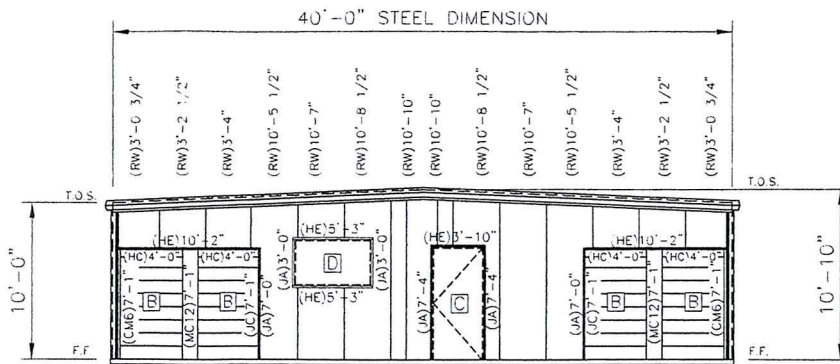 40'-0" STEEL DIMENSION
(RW)3'-0 3/4"
(RW)3'-2 1/2"
(RW)3'-4"
(RW)10'-5 1/2"
(RW)10'-7"
(RW)10'-8 1/2"
(RW)10'-10"
(RW)10'-10"
(RW)10'-8 1/2"
(RW)10'-7"
(RW)10'-5 1/2"
(RW)3'-4"
(RW)3'-2 1/2"
(RW)3'-0 3/4"
T.O.S.
T.O.S.
10'-0"
10'-10"
(HE)10'-2"
(HC)4'-0"
(HC)4'-0"
(CM6)7'-1"
B
(MC12)7'-1"
B
(JC)7'-1"
(JA)7'-0"
(HE)5'-3"
(JA)3'-0"
D
(JA)3'-0"
(HE)5'-3"
(HE)3'-10"
(JA)7'-4"
C
(JA)7'-4"
(HE)10'-2"
(HC)4'-0"
(HC)4'-0"
(JA)7'-0"
(JC)7'-1"
B
(MC12)7'-1"
B
(CM6)7'-1"
F.F.
F.F.